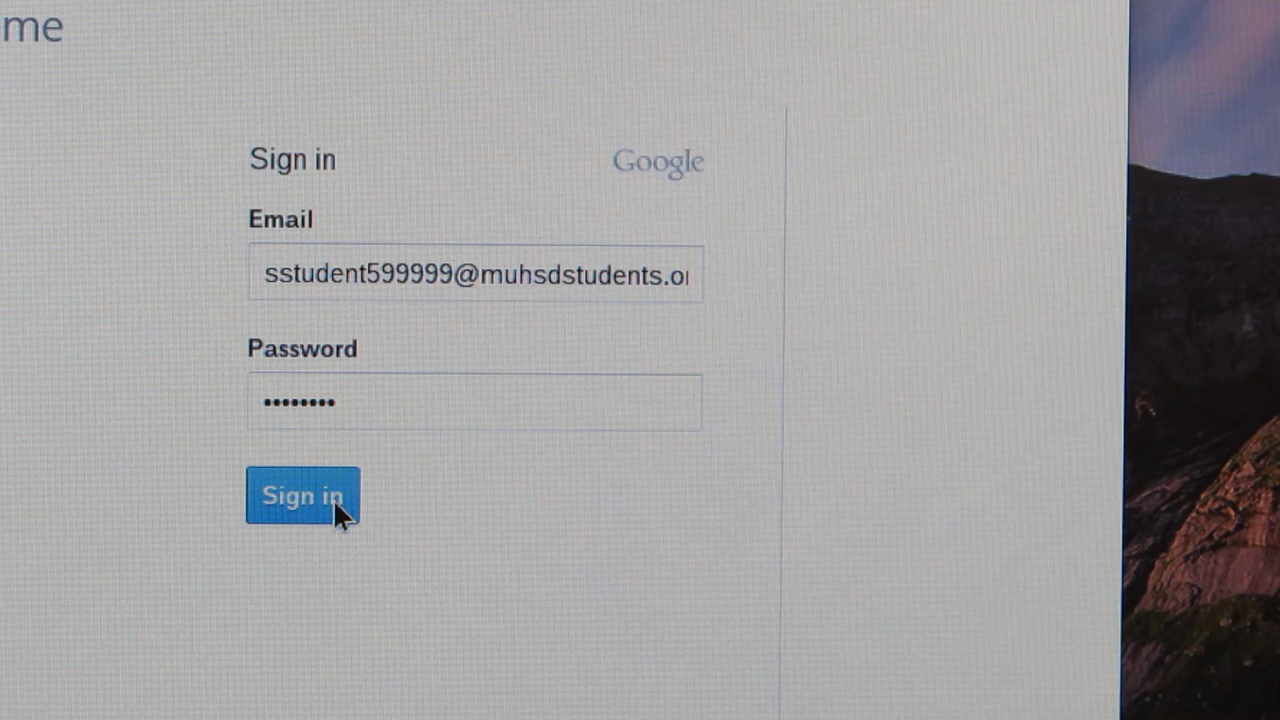 me
Sign in
Google
Email
sstudent599999@muhsdstudents.o
Password
••••••••
Sign in